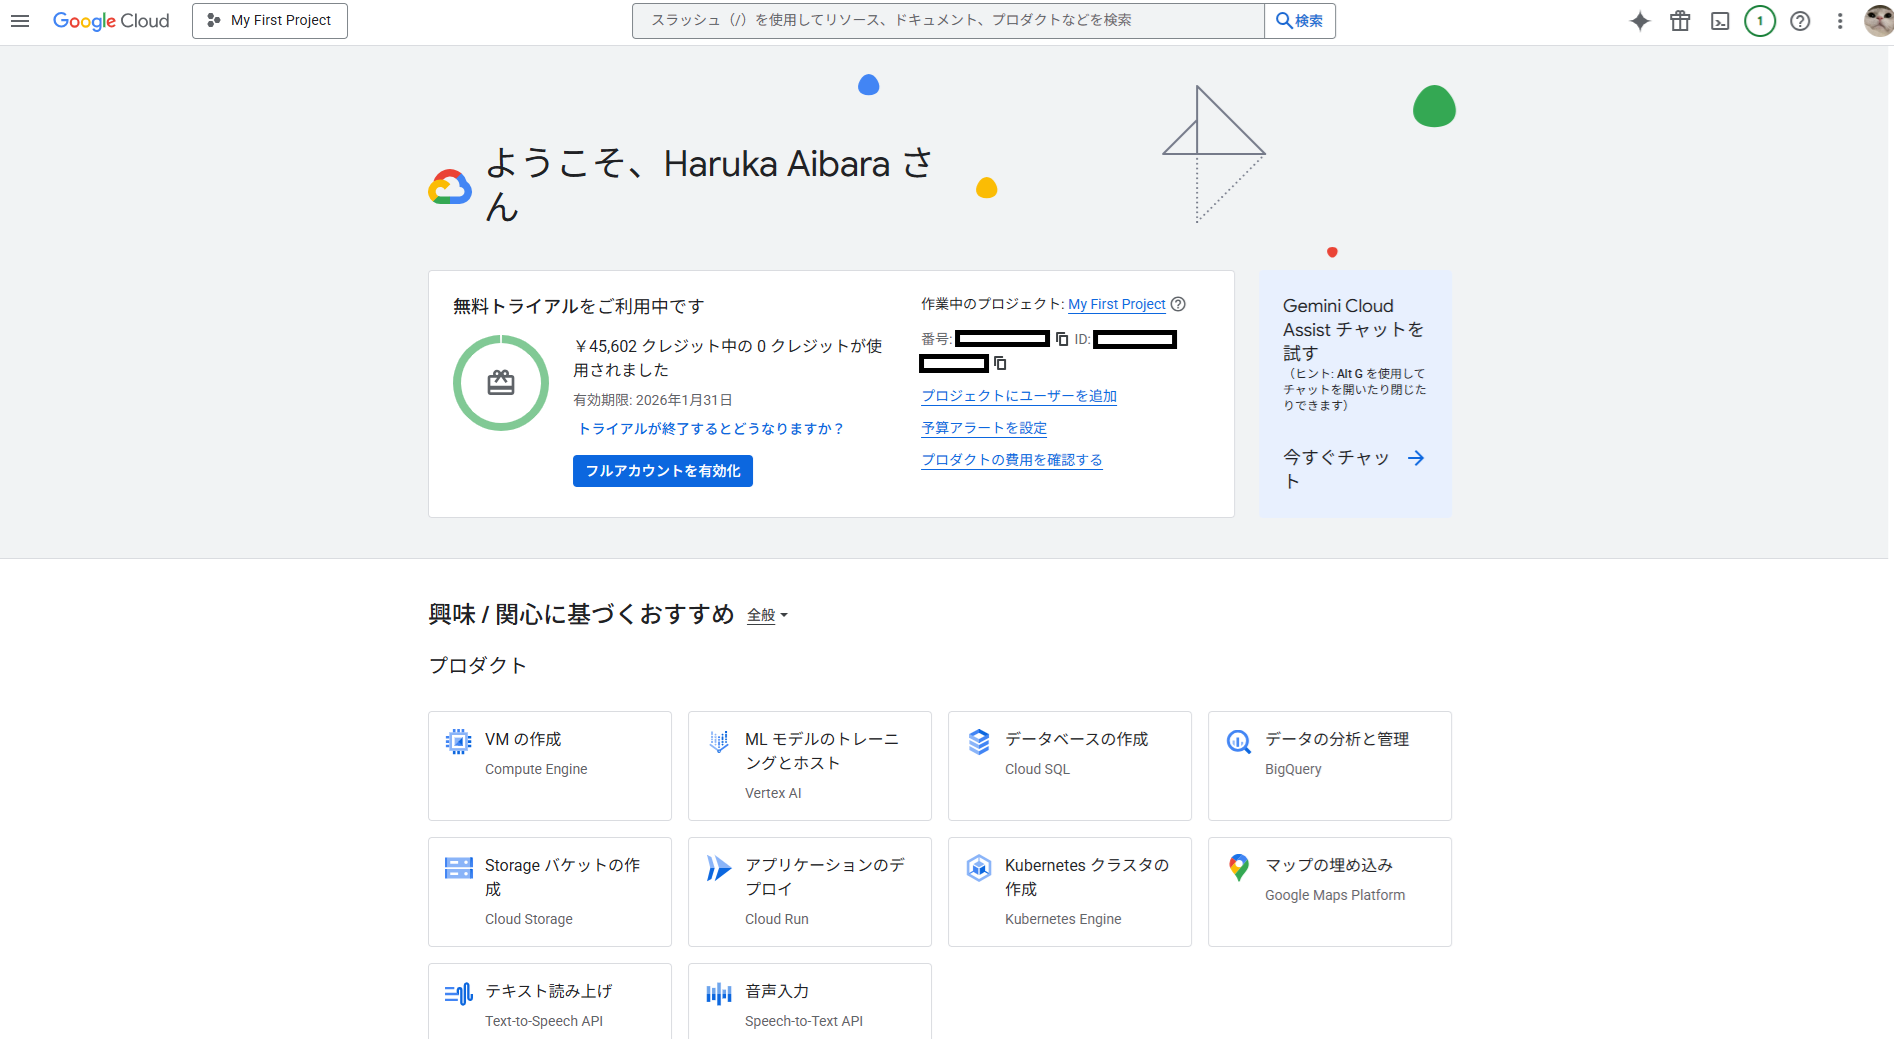 Google Cloud
My First Project
スラッシュ（/）を使用してリソース、ドキュメント、プロダクトなどを検索
検索
1
ようこそ、Haruka Aibara さ
ん
無料トライアルをご利用中です
￥45,602 クレジット中の 0 クレジットが使
用されました
有効期限: 2026年1月31日
トライアルが終了するとどうなりますか？
フルアカウントを有効化
作業中のプロジェクト: My First Project
番号:
ID:
プロジェクトにユーザーを追加
予算アラートを設定
プロダクトの費用を確認する
Gemini Cloud
Assist チャットを
試す
（ヒント: Alt G を使用して
チャットを開いたり閉じた
りできます）
今すぐチャッ
ト
興味 / 関心に基づくおすすめ
全般
プロダクト
VM の作成
Compute Engine
ML モデルのトレーニ
ングとホスト
Vertex AI
データベースの作成
Cloud SQL
データの分析と管理
BigQuery
Storage バケットの作
成
Cloud Storage
アプリケーションのデ
プロイ
Cloud Run
Kubernetes クラスタの
作成
Kubernetes Engine
マップの埋め込み
Google Maps Platform
テキスト読み上げ
Text-to-Speech API
音声入力
Speech-to-Text API